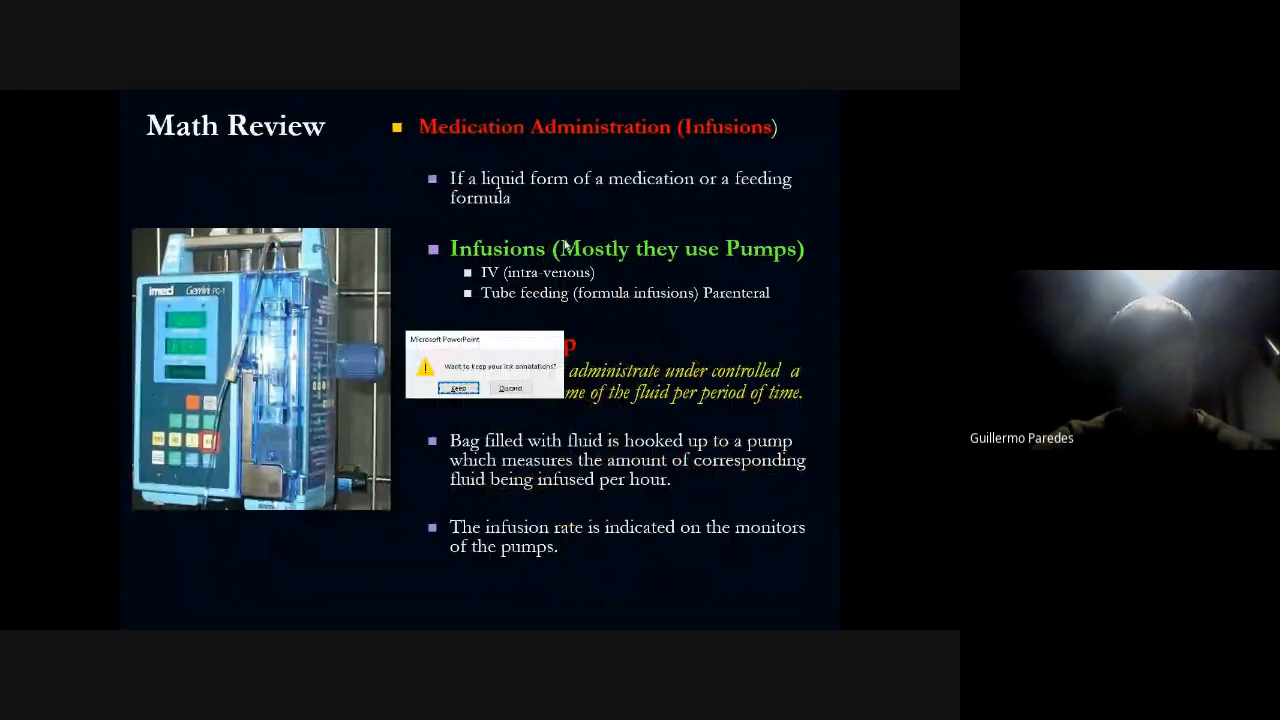 Math Review
Medication Administration (Infusions)
If a liquid form of a medication or a feeding
formula
Infusions (Mostly they use Pumps)
IV (intra-venous)
Tube feeding (formula infusions) Parenteral
p
administrate under controlled a
me of the fluid per period of time.
Microsoft PowerPoint
Want to keep your ink annotations?
Keep
Discard
Bag filled with fluid is hooked up to a pump
which measures the amount of corresponding
fluid being infused per hour.
The infusion rate is indicated on the monitors
of the pumps.
imed Gemini PC-1
Guillermo Paredes